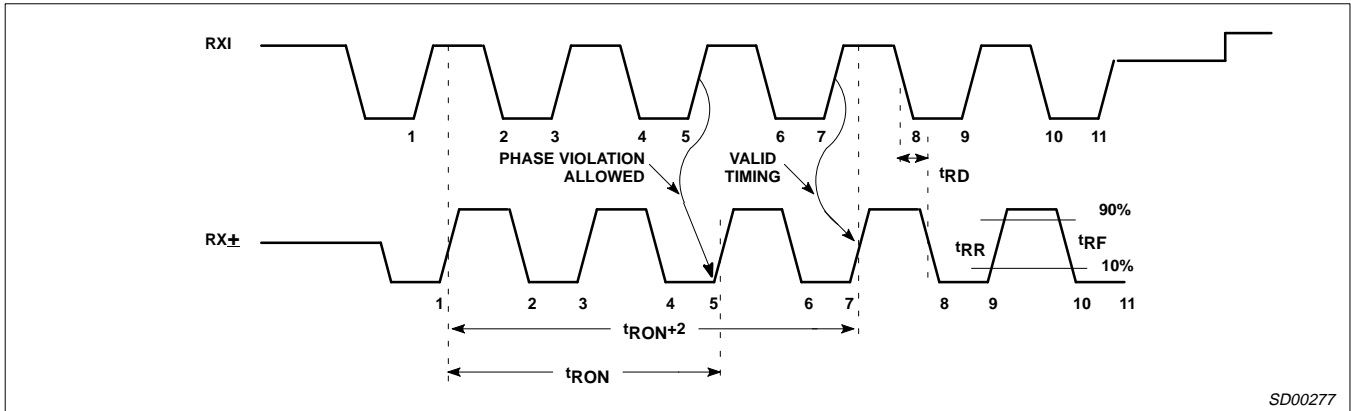 RXI
1 2 3 4 5 6 7 8 9 10 11
PHASE VIOLATION
ALLOWED
VALID
TIMING
tRD
RX±
90%
tRR tRF
10%
1 2 3 4 5 6 7 8 9 10 11
tRON+2
tRON
SD00277